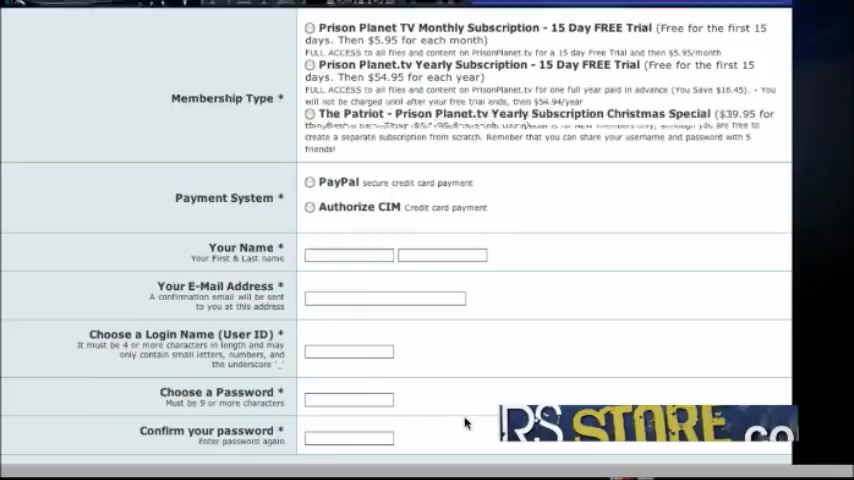 Prison Planet TV Monthly Subscription - 15 Day FREE Trial (Free for the first 15
days. Then $5.95 for each month)
FULL ACCESS to all files and content on PrisonPlanet.tv for a 15 day Free Trial and then $5.95/month
Prison Planet.tv Yearly Subscription - 15 Day FREE Trial (Free for the first 15
days. Then $54.95 for each year)
FULL ACCESS to all files and content on PrisonPlanet.tv for one full year paid in advance (You Save $16.45). - You
will not be charged until after your free trial ends, then $54.94/year
Membership Type *
The Patriot - Prison Planet.tv Yearly Subscription Christmas Special ($39.95 for
although you are free to
create a separate subscription from scratch. Remeber that you can share your username and password with 5
friends!
Payment System *
PayPal secure credit card payment
Authorize CIM Credit card payment
Your Name *
Your First & Last name
Your E-Mail Address *
A confirmation email will be sent
to you at this address
Choose a Login Name (User ID) *
It must be 4 or more characters in length and may
only contain small letters, numbers, and
the underscore '_'
Choose a Password *
Must be 9 or more characters
Confirm your password *
Enter password again
RS STORE.CO